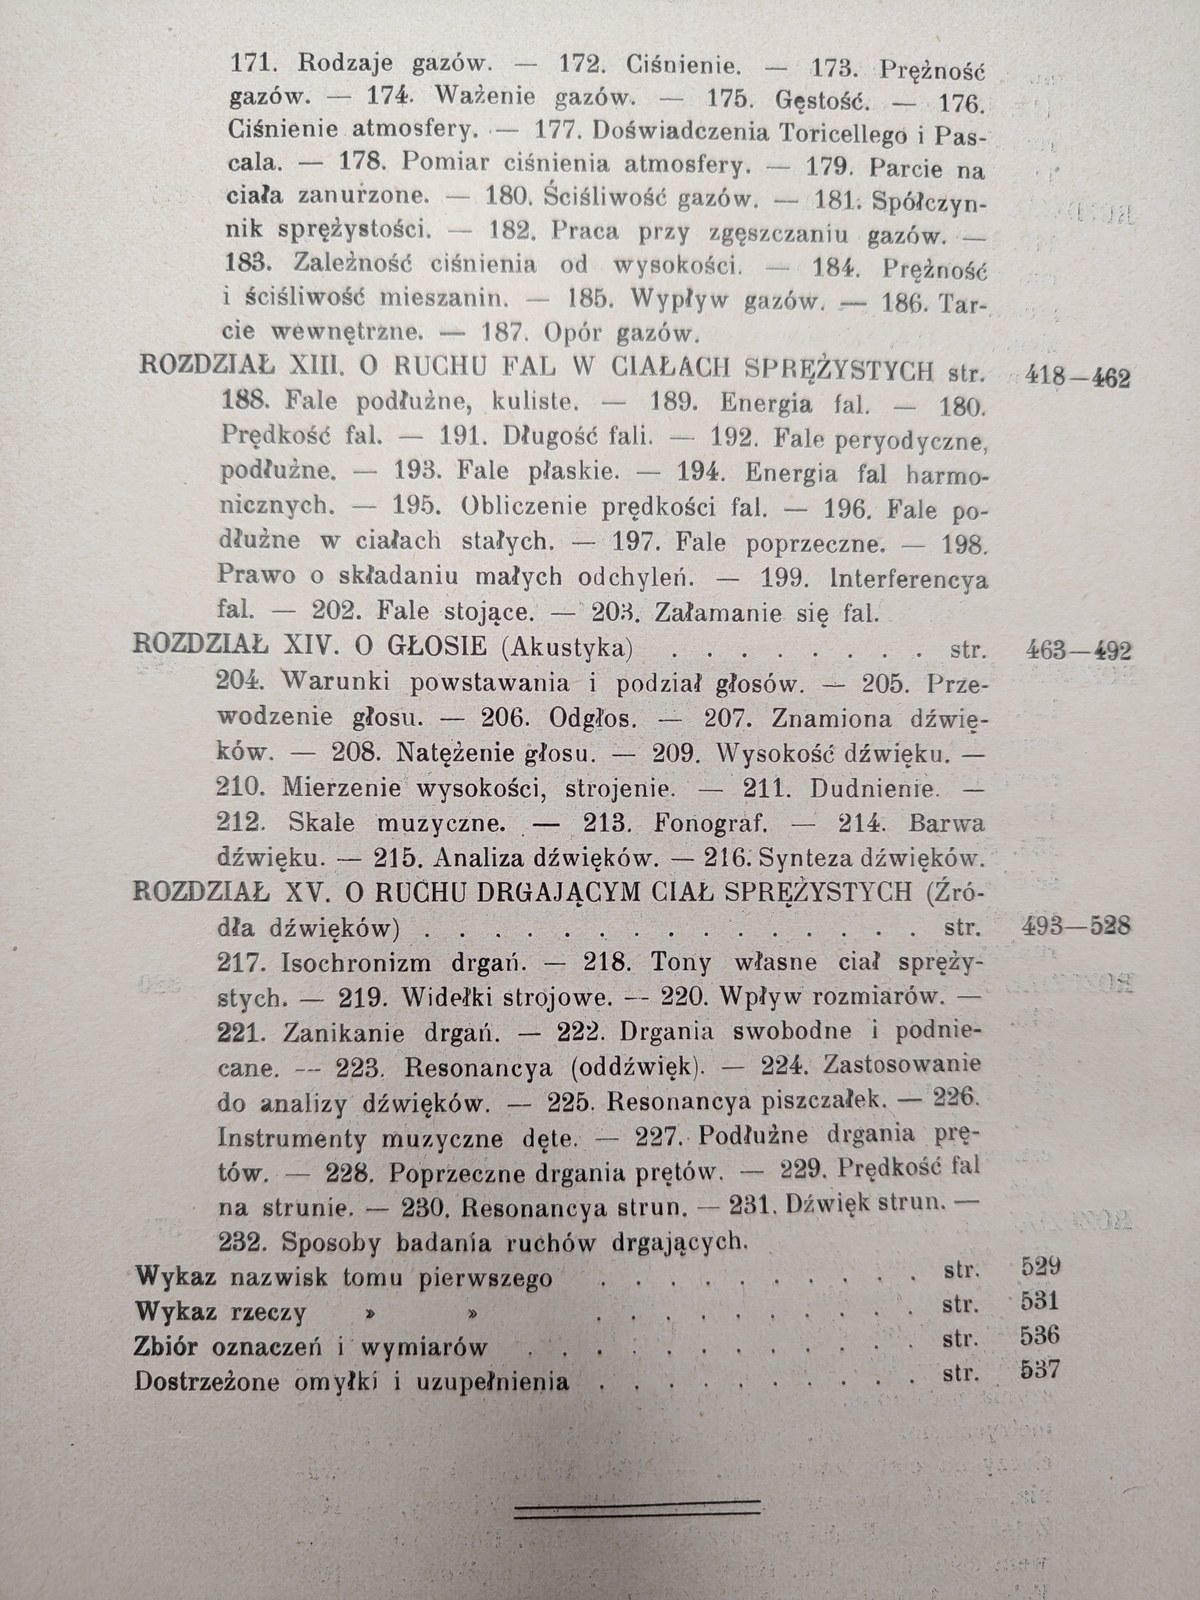 171. Rodzaje gazów. — 172. Ciśnienie. — 173. Prężność
gazów. — 174. Ważenie gazów. — 175. Gęstość. — 176.
Ciśnienie atmosfery. — 177. Doświadczenia Toricellego i Pas-
cala. — 178. Pomiar ciśnienia atmosfery. — 179. Parcie na
ciała zanurzone. — 180. Ściśliwość gazów. — 181. Spółczyn-
nik sprężystości. — 182. Praca przy zgęszczaniu gazów. —
183. Zależność ciśnienia od wysokości. — 184. Prężność
i ściśliwość mieszanin. — 185. Wypływ gazów. — 186. Tar-
cie wewnętrzne. — 187. Opór gazów.
ROZDZIAŁ XIII. O RUCHU FAL W CIAŁACH SPRĘŻYSTYCH str. 418—462
188. Fale podłużne, kuliste. — 189. Energia fal. — 180.
Prędkość fal. — 191. Długość fali. — 192. Fale peryodyczne,
podłużne. — 193. Fale płaskie. — 194. Energia fal harmo-
nicznych. — 195. Obliczenie prędkości fal. — 196. Fale po-
dłużne w ciałach stałych. — 197. Fale poprzeczne. — 198.
Prawo o składaniu małych odchyleń. — 199. Interferencya
fal. — 202. Fale stojące. — 203. Załamanie się fal.
ROZDZIAŁ XIV. O GŁOSIE (Akustyka) . . . . . . . . str. 463—492
204. Warunki powstawania i podział głosów. — 205. Prze-
wodzenie głosu. — 206. Odgłos. — 207. Znamiona dźwię-
ków. — 208. Natężenie głosu. — 209. Wysokość dźwięku. —
210. Mierzenie wysokości, strojenie. — 211. Dudnienie. —
212. Skale muzyczne. — 213. Fonograf. — 214. Barwa
dźwięku. — 215. Analiza dźwięków. — 216. Synteza dźwięków.
ROZDZIAŁ XV. O RUCHU DRGAJĄCYM CIAŁ SPRĘŻYSTYCH (Źró-
dła dźwięków) . . . . . . . . . . . . . . . str. 493—528
217. Isochronizm drgań. — 218. Tony własne ciał spręży-
stych. — 219. Widełki strojowe. — 220. Wpływ rozmiarów. —
221. Zanikanie drgań. — 222. Drgania swobodne i podnie-
cane. — 223. Resonancya (oddźwięk). — 224. Zastosowanie
do analizy dźwięków. — 225. Resonancya piszczałek. — 226.
Instrumenty muzyczne dęte. — 227. Podłużne drgania prę-
tów. — 228. Poprzeczne drgania prętów. — 229. Prędkość fal
na strunie. — 230. Resonancya strun. — 231. Dźwięk strun. —
232. Sposoby badania ruchów drgających.
Wykaz nazwisk tomu pierwszego . . . . . . . . . . str. 529
Wykaz rzeczy » » . . . . . . . . . . str. 531
Zbiór oznaczeń i wymiarów . . . . . . . . . . . . str. 536
Dostrzeżone omyłki i uzupełnienia . . . . . . . . . . str. 537